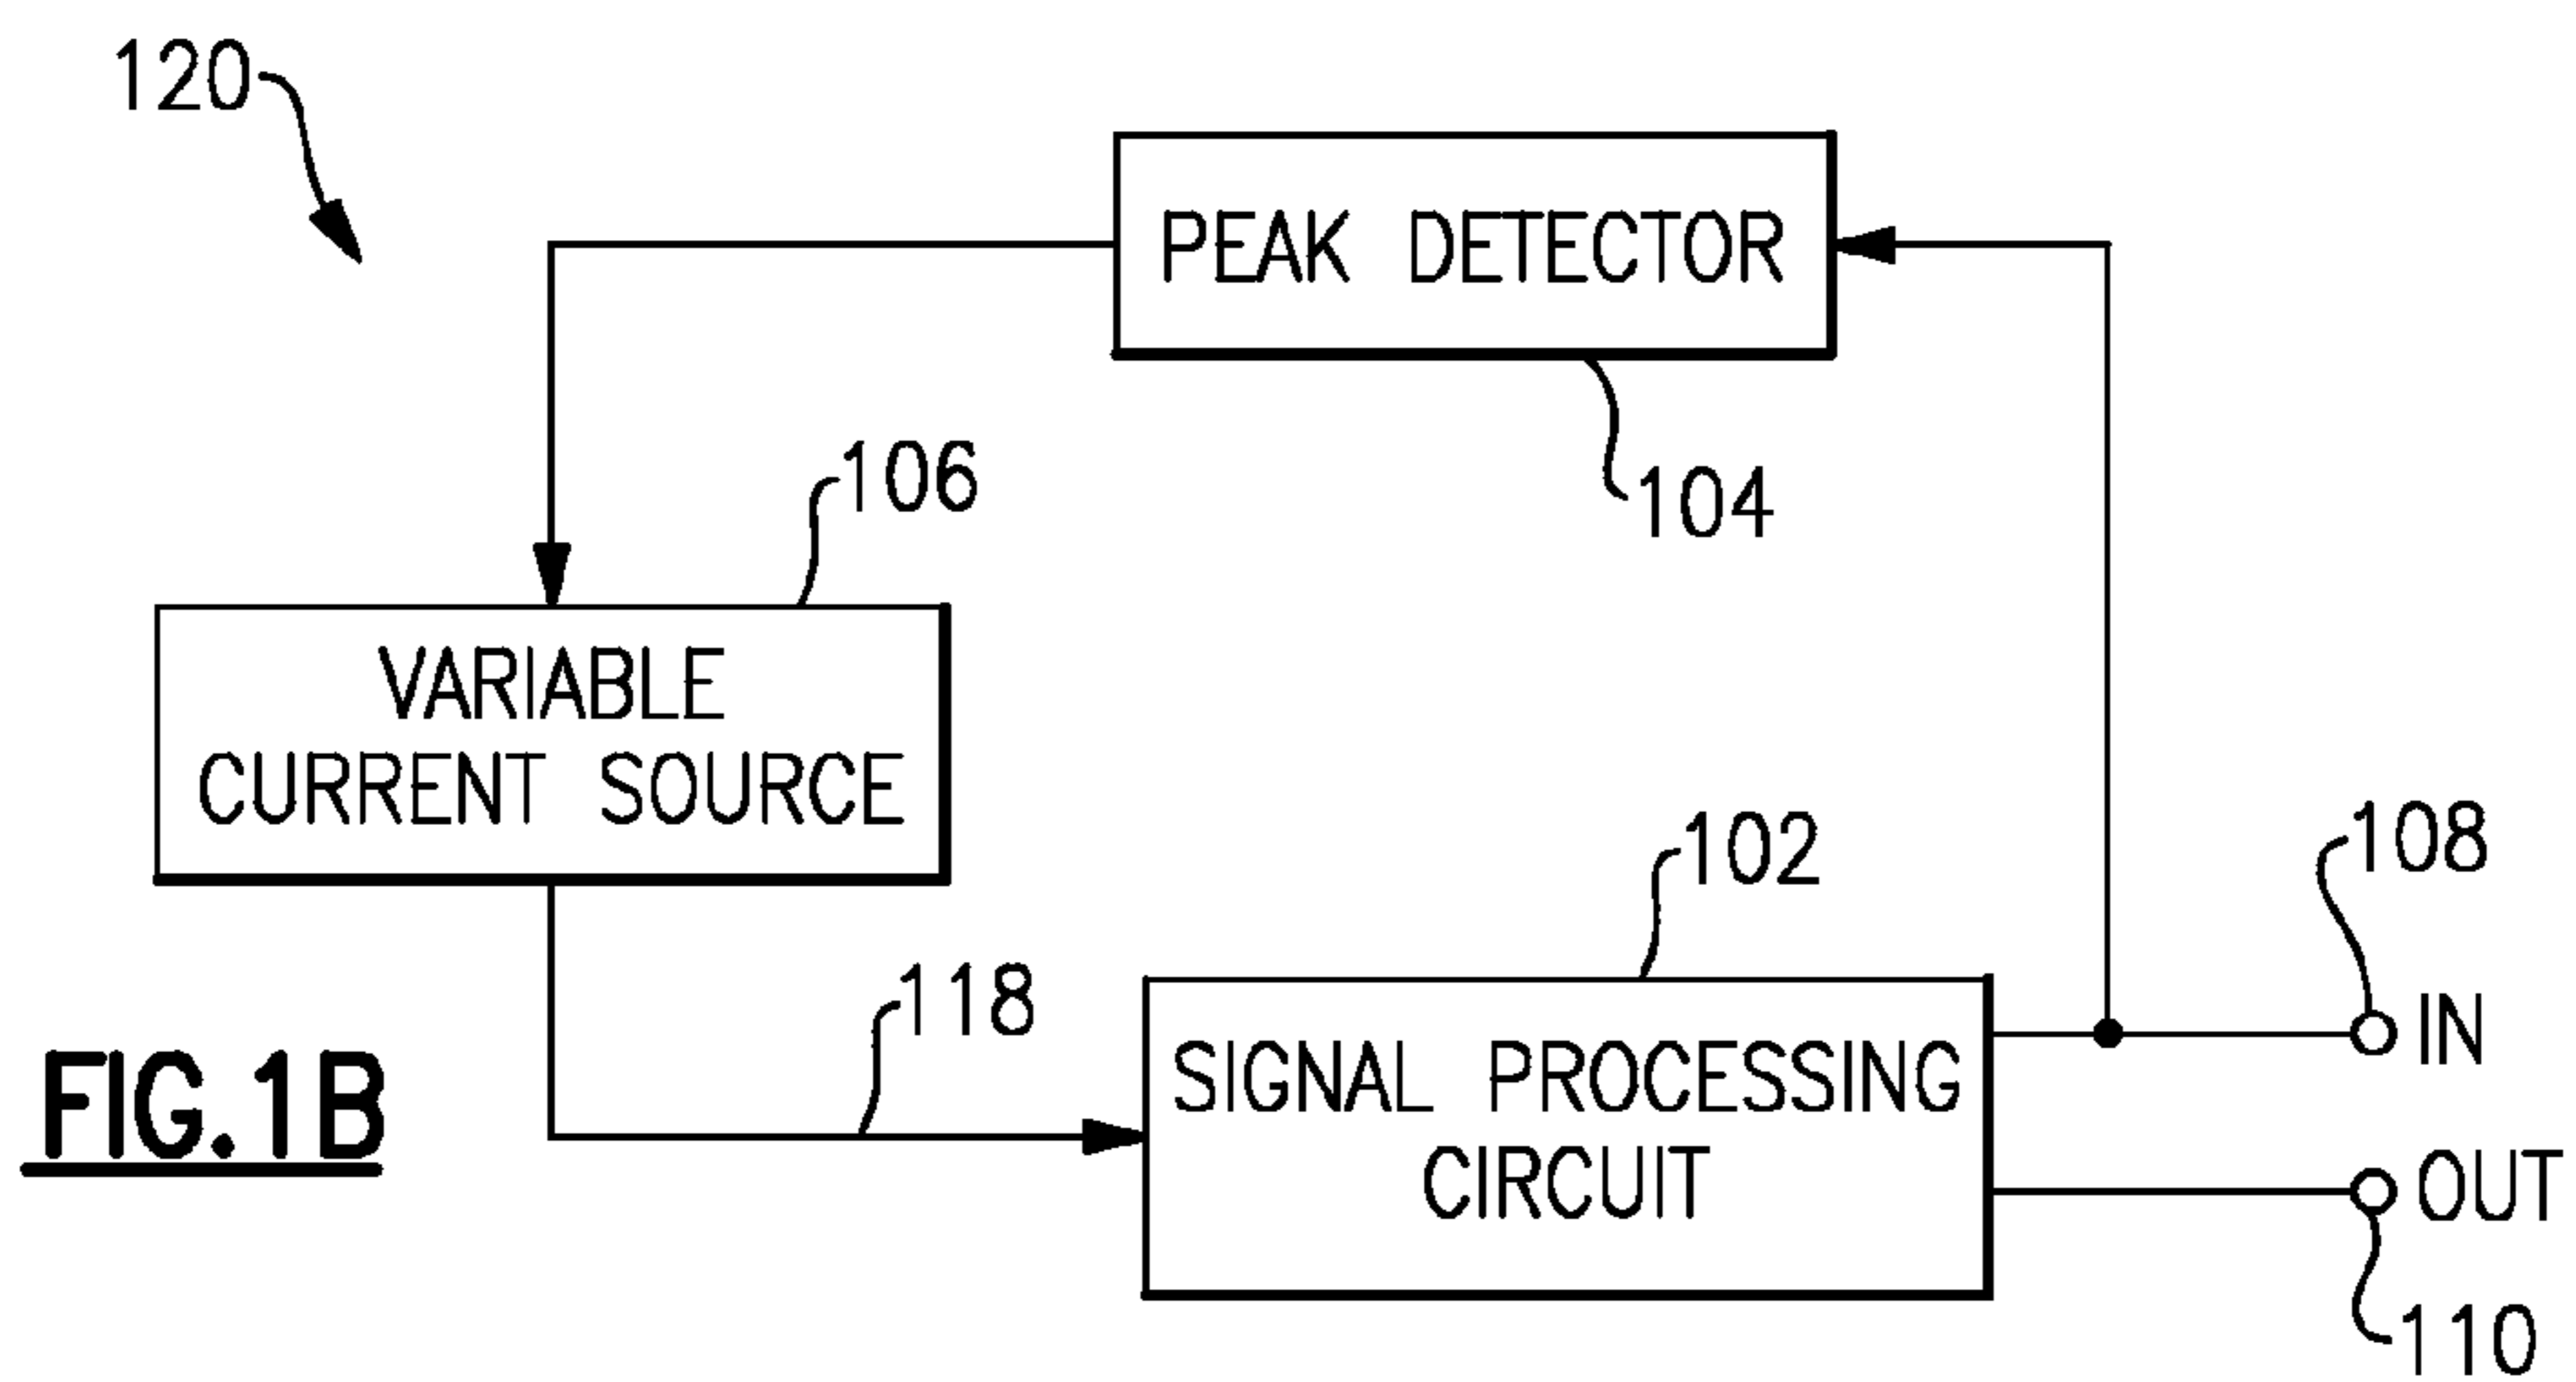 120
PEAK DETECTOR
104
106
VARIABLE
CURRENT SOURCE
102
108
118
IN
SIGNAL PROCESSING
CIRCUIT
OUT
110
FIG.1B